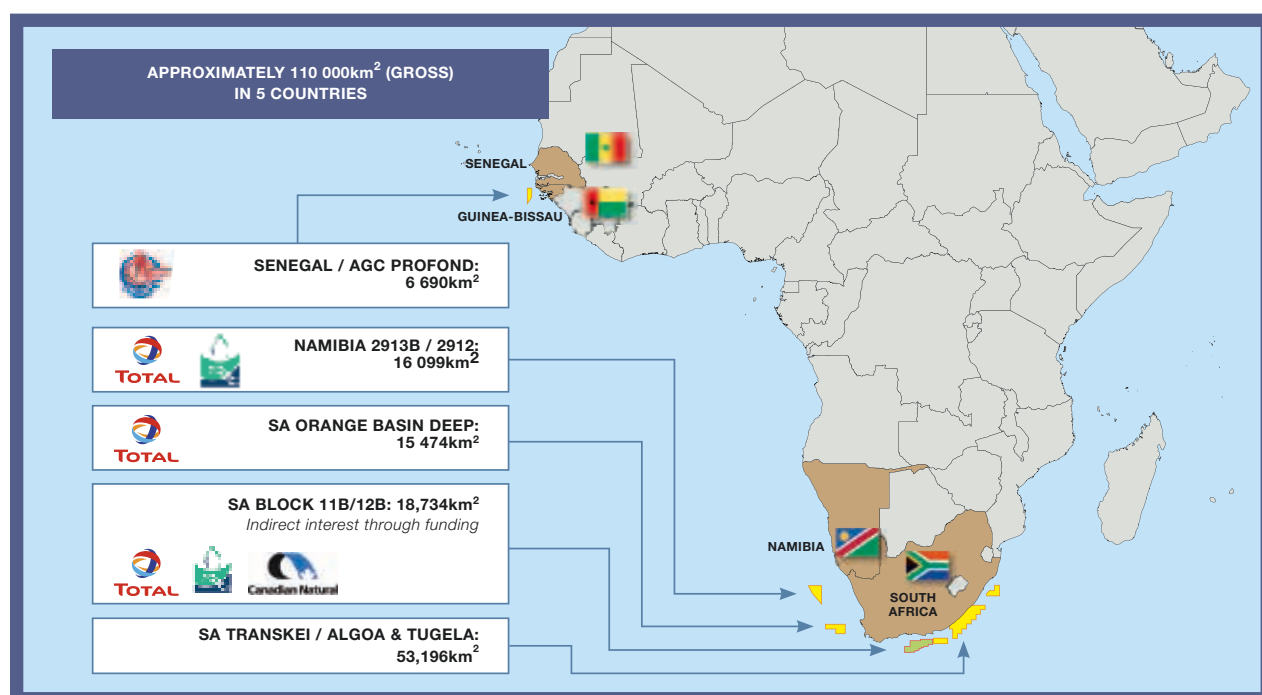 APPROXIMATELY 110 000km² (GROSS)
IN 5 COUNTRIES
SENEGAL
GUINEA-BISSAU
SENEGAL / AGC PROFOND:
6 690km²
NAMIBIA 2913B / 2912:
16 099km²
TOTAL
SA ORANGE BASIN DEEP:
15 474km²
TOTAL
SA BLOCK 11B/12B: 18,734km²
Indirect interest through funding
TOTAL
Canadian Natural
SA TRANSKEI / ALGOA & TUGELA:
53,196km²
NAMIBIA
SOUTH
AFRICA